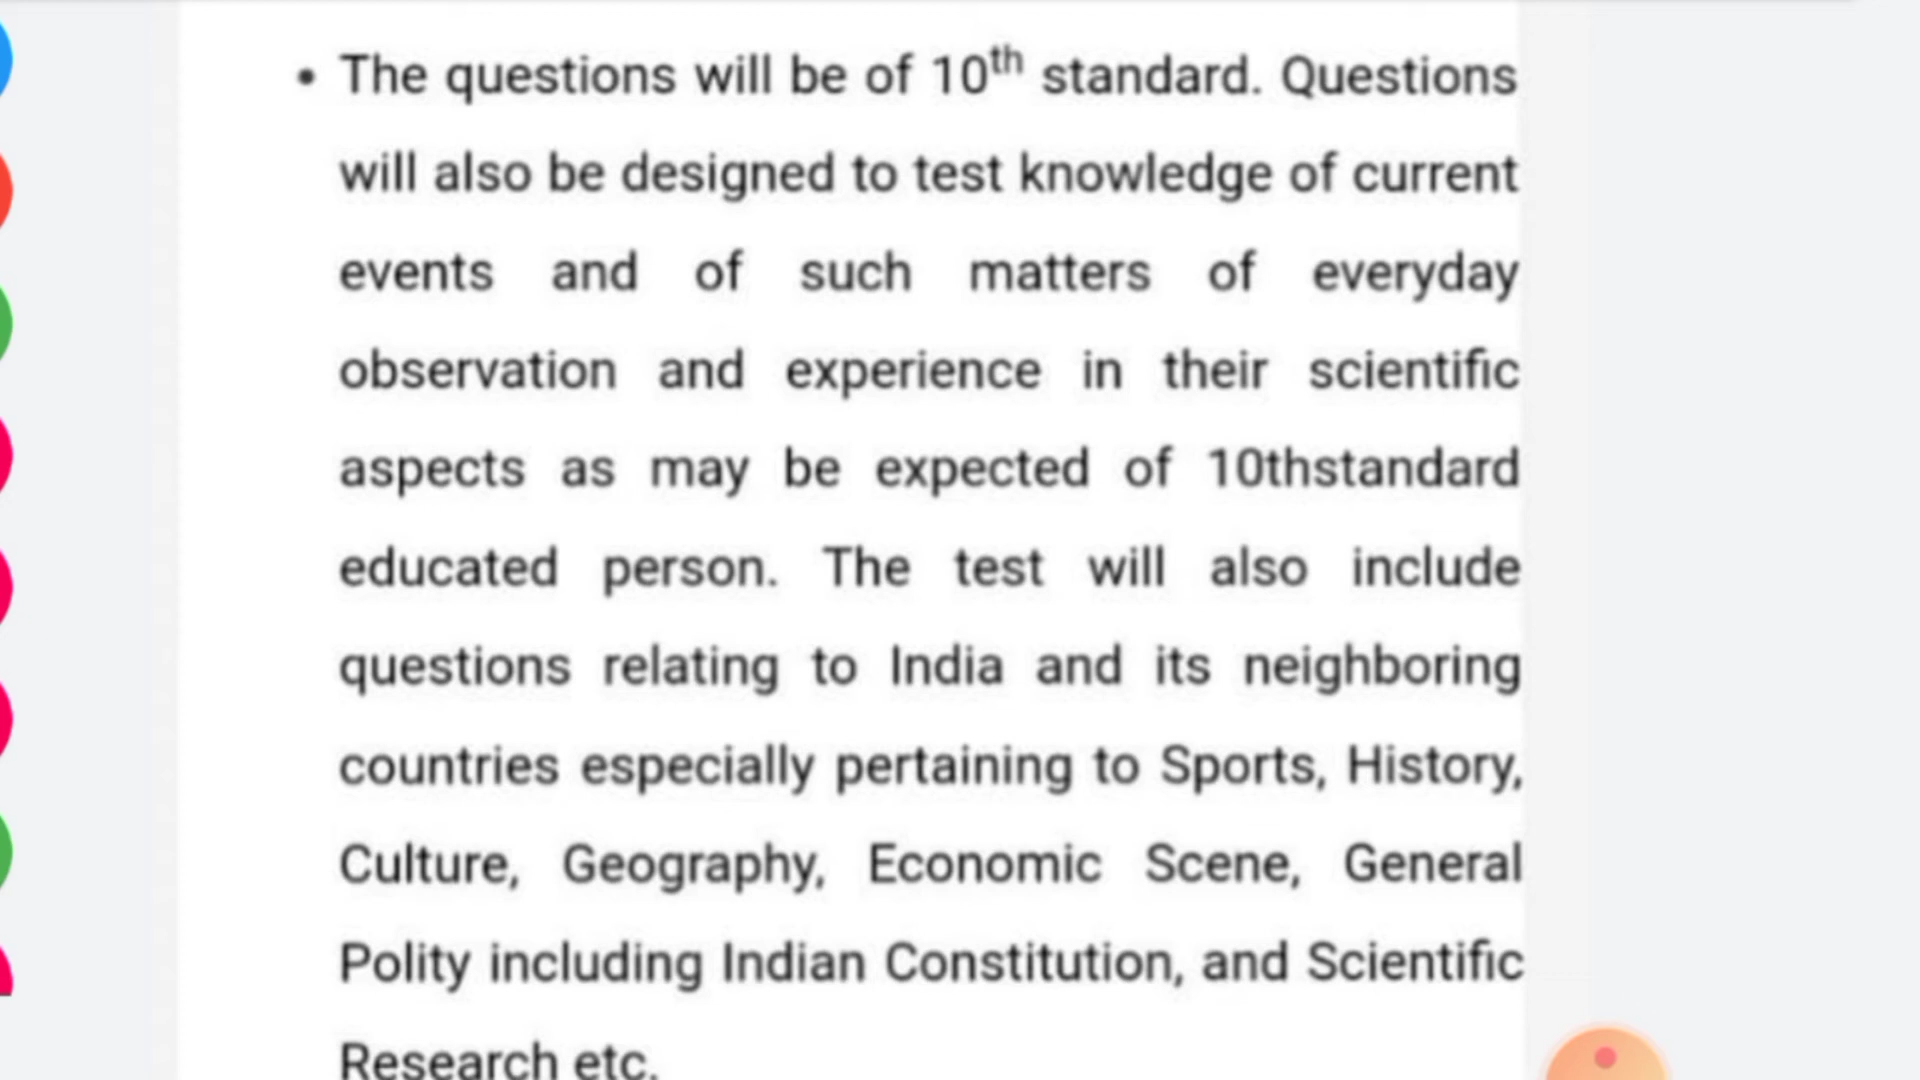 • The questions will be of 10th standard. Questions
will also be designed to test knowledge of current
events and of such matters of everyday
observation and experience in their scientific
aspects as may be expected of 10thstandard
educated person. The test will also include
questions relating to India and its neighboring
countries especially pertaining to Sports, History,
Culture, Geography, Economic Scene, General
Polity including Indian Constitution, and Scientific
Research etc.